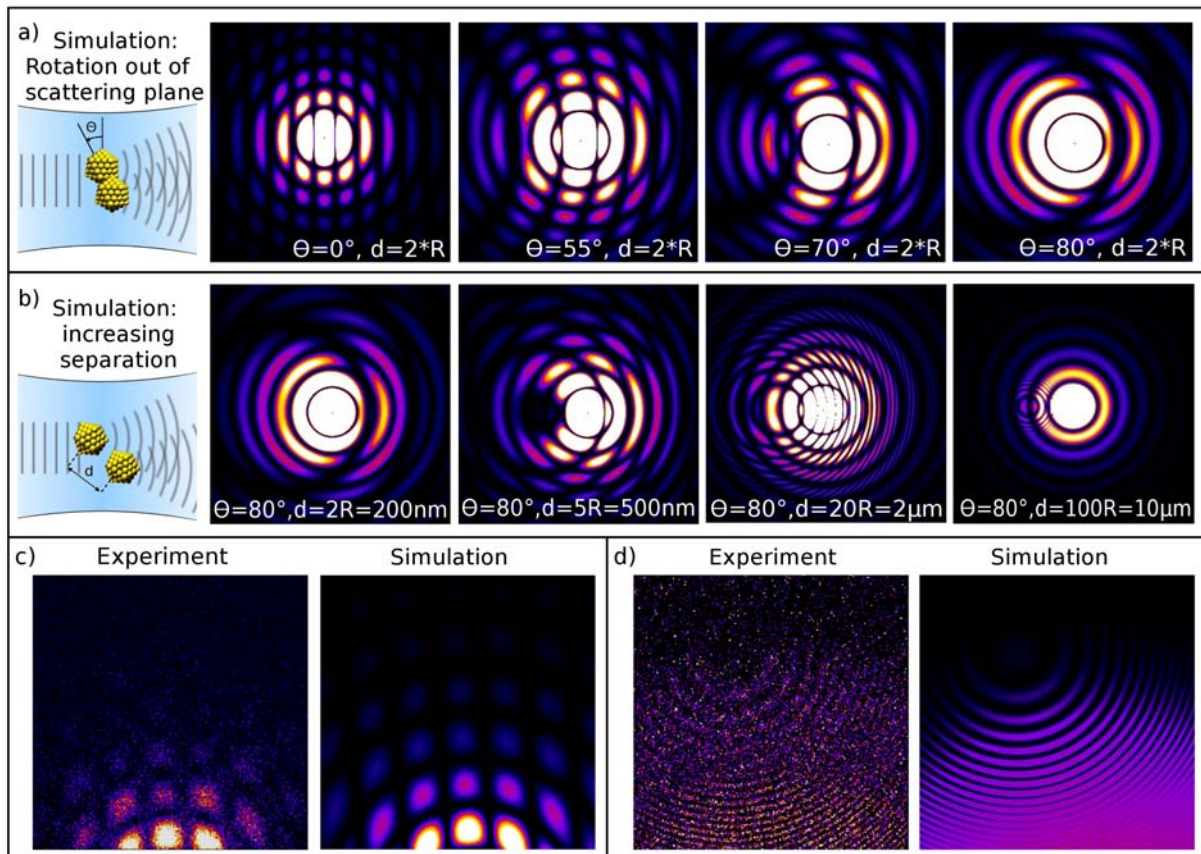 a)
Simulation:
Rotation out of
scattering plane
Θ
Θ=0°, d=2*R
Θ=55°, d=2*R
Θ=70°, d=2*R
Θ=80°, d=2*R
b)
Simulation:
increasing
separation
d
Θ=80°,d=2R=200nm
Θ=80°,d=5R=500nm
Θ=80°,d=20R=2μm
Θ=80°,d=100R=10μm
c)
Experiment
Simulation
d)
Experiment
Simulation